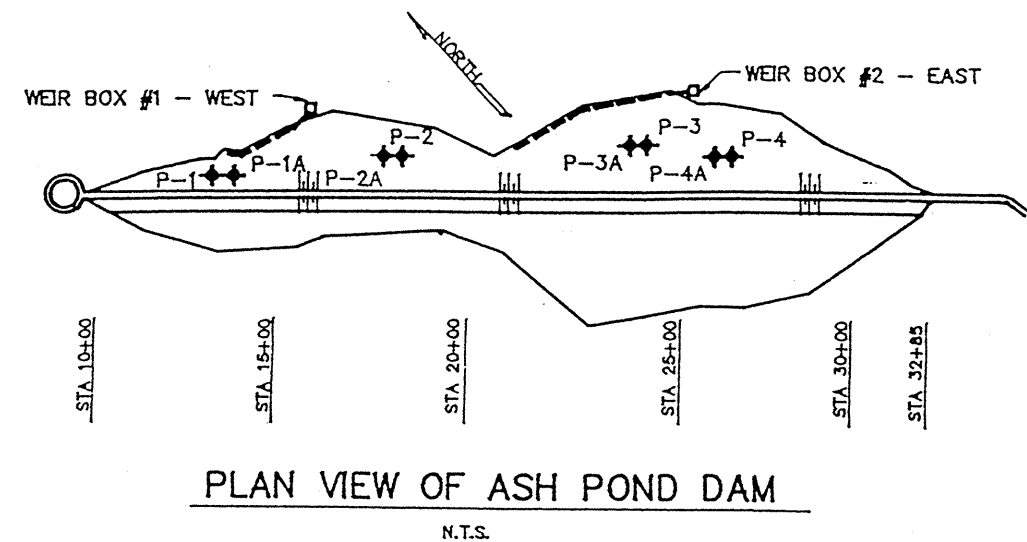 NORTH
WEIR BOX #2 - EAST
WEIR BOX #1 - WEST
P-2
P-3
P-4
P-1A
P-3A
P-4A
P-1
P-2A
STA 10+00
STA 15+00
STA 20+00
STA 25+00
STA 30+00
STA 32+85
PLAN VIEW OF ASH POND DAM
N.T.S.